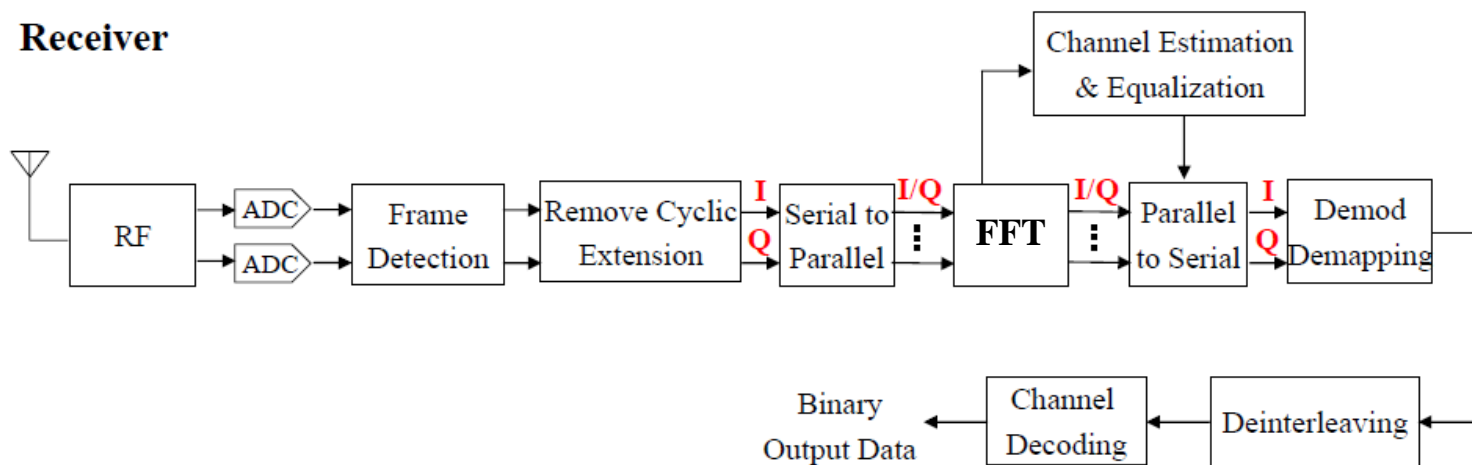 Receiver
Channel Estimation
& Equalization
RF
ADC
ADC
Frame
Detection
Remove Cyclic
Extension
I
Q
Serial to
Parallel
I/Q
FFT
I/Q
Parallel
to Serial
I
Q
Demod
Demapping
Binary
Output Data
Channel
Decoding
Deinterleaving